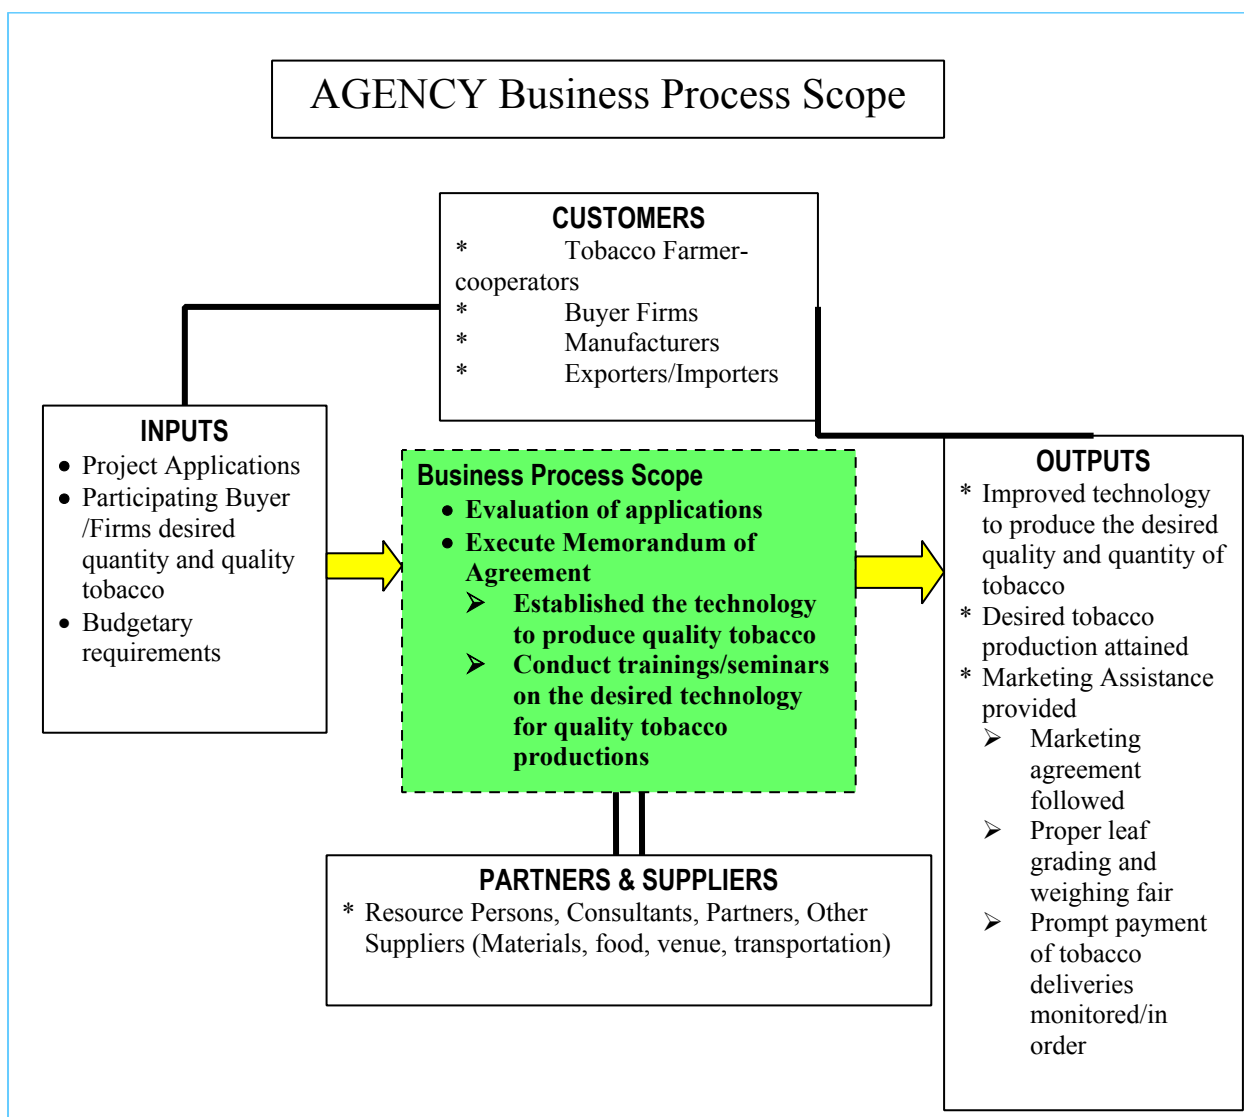 AGENCY Business Process Scope
CUSTOMERS
* Tobacco Farmer-
cooperators
* Buyer Firms
* Manufacturers
* Exporters/Importers
INPUTS
• Project Applications
• Participating Buyer
/Firms desired
quantity and quality
tobacco
• Budgetary
requirements
Business Process Scope
• Evaluation of applications
• Execute Memorandum of
Agreement
➢ Established the technology
to produce quality tobacco
➢ Conduct trainings/seminars
on the desired technology
for quality tobacco
productions
OUTPUTS
* Improved technology
to produce the desired
quality and quantity of
tobacco
* Desired tobacco
production attained
* Marketing Assistance
provided
➢ Marketing
agreement
followed
➢ Proper leaf
grading and
weighing fair
➢ Prompt payment
of tobacco
deliveries
monitored/in
order
PARTNERS & SUPPLIERS
* Resource Persons, Consultants, Partners, Other
Suppliers (Materials, food, venue, transportation)